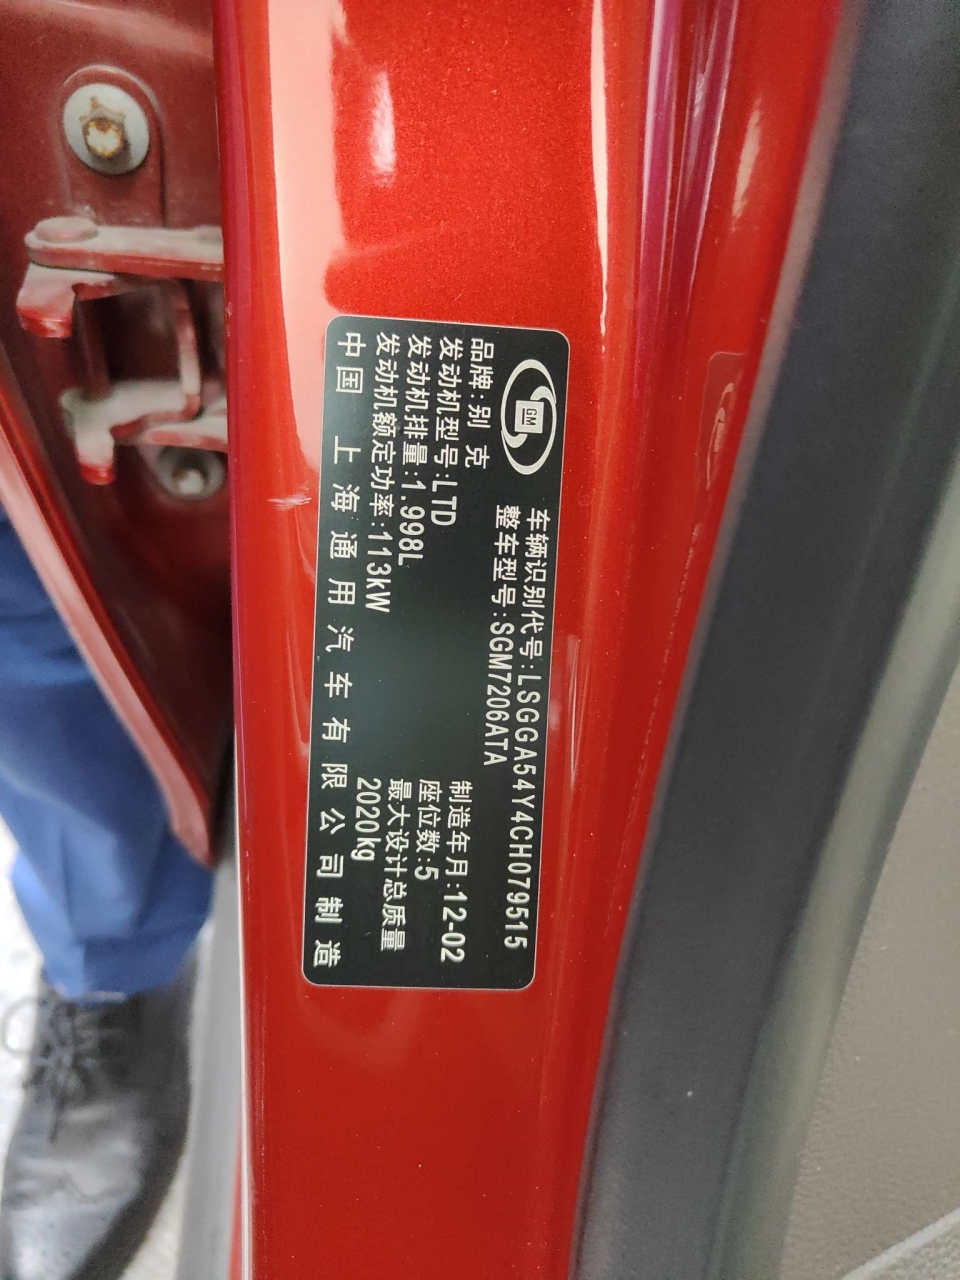 GM
车辆识别代号:LSGGA54Y4CH079515
整车型号:SGM7206ATA
品牌:别克
发动机型号:LTD
制造年月:12-02
发动机排量:1.998L
座位数:5
发动机额定功率:113kW
最大设计总质量
2020kg
中国 上海通用汽车有限公司制造